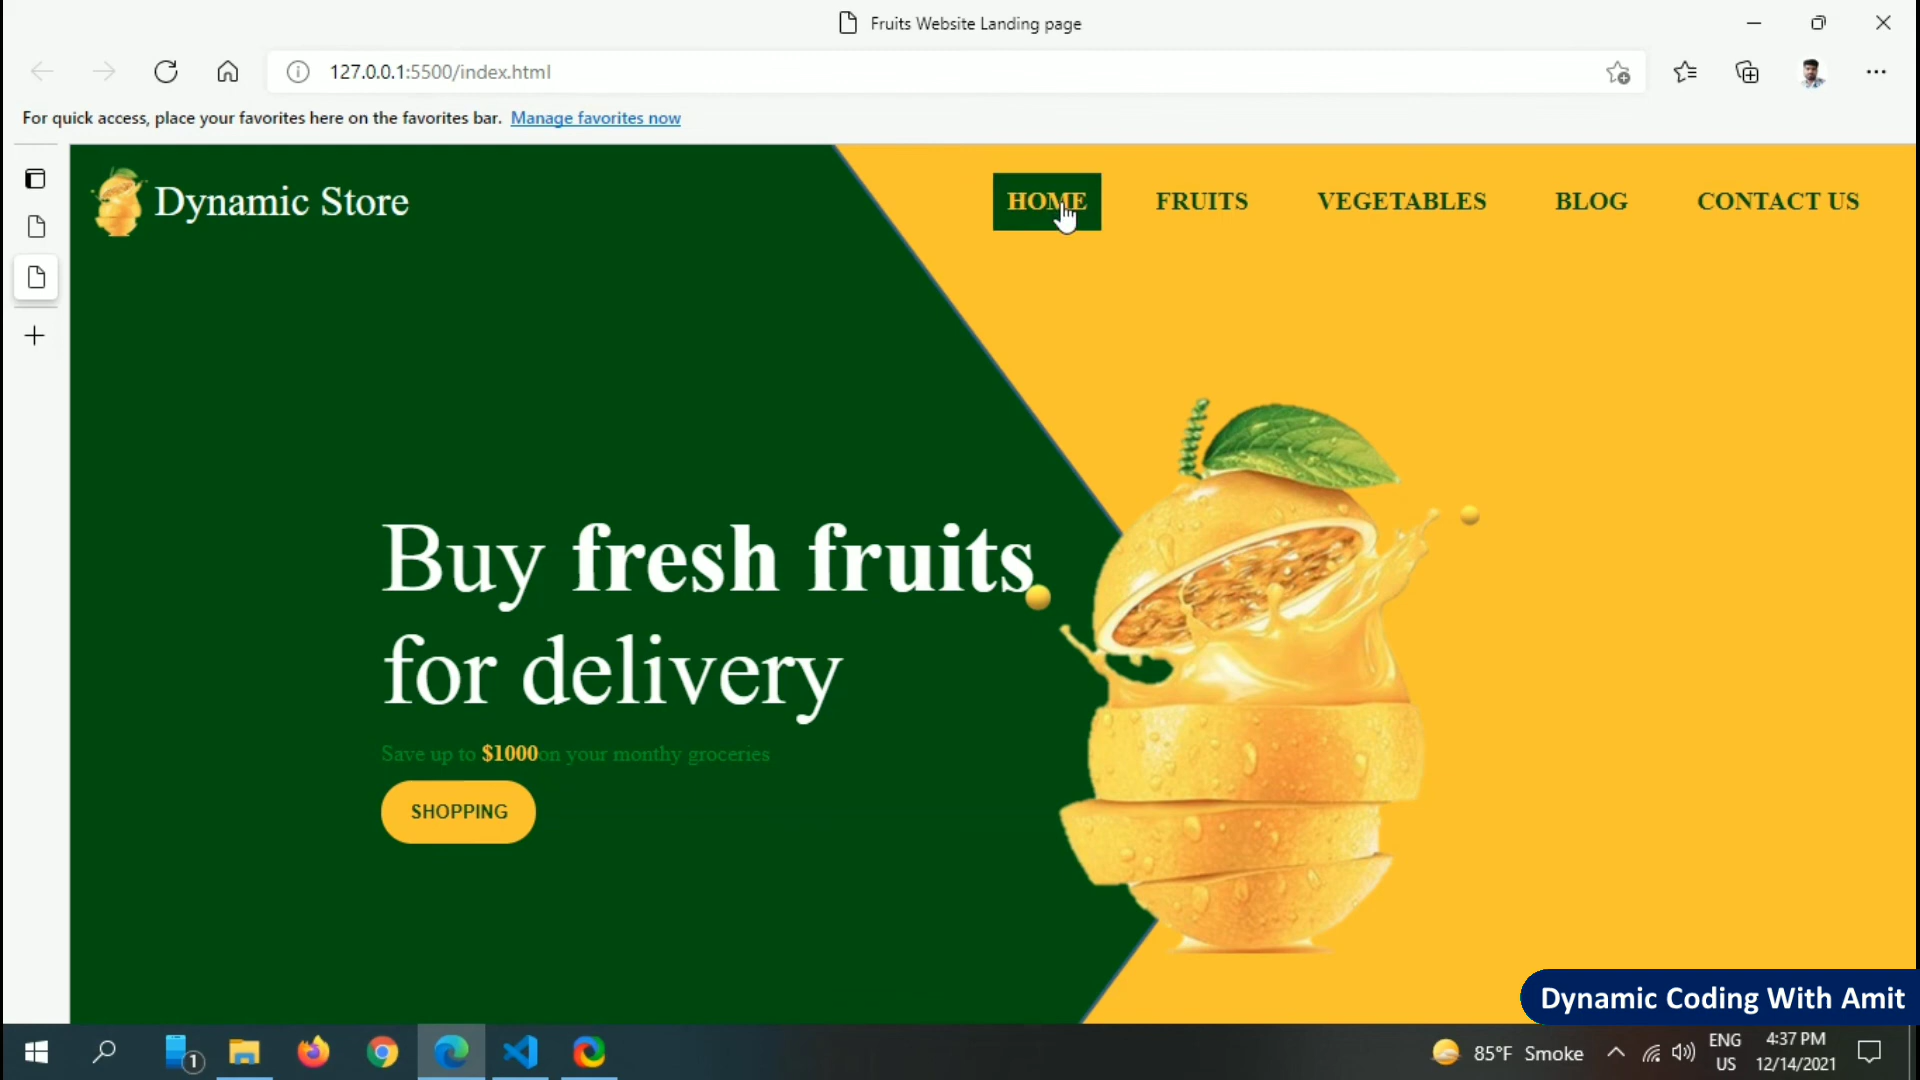 Fruits Website Landing page
127.0.0.1:5500/index.html
For quick access, place your favorites here on the favorites bar. Manage favorites now
Dynamic Store
HOME
FRUITS
VEGETABLES
BLOG
CONTACT US
Buy fresh fruits
for delivery
Save up to $1000on your monthy groceries
SHOPPING
Dynamic Coding With Amit
1
85°F Smoke
ENG
US
4:37 PM
12/14/2021